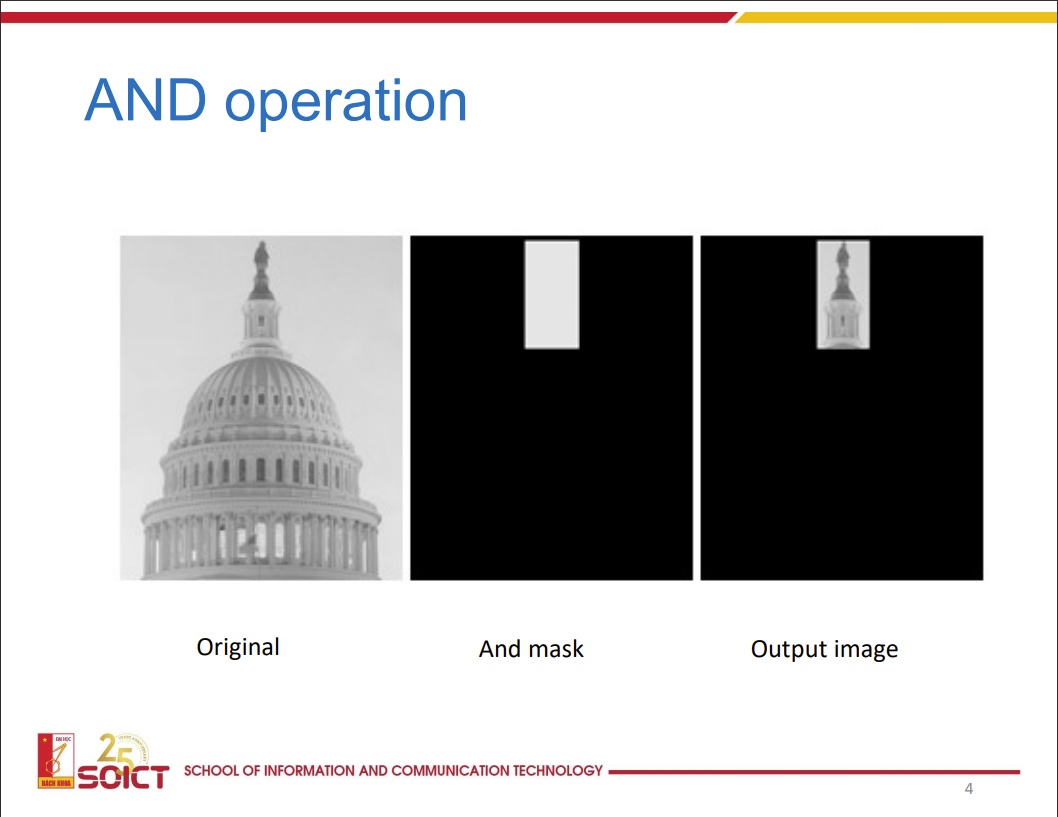 AND operation
Original
And mask
Output image
ĐẠI HỌC
BÁCH KHOA
25
SOICT
SCHOOL OF INFORMATION AND COMMUNICATION TECHNOLOGY
4